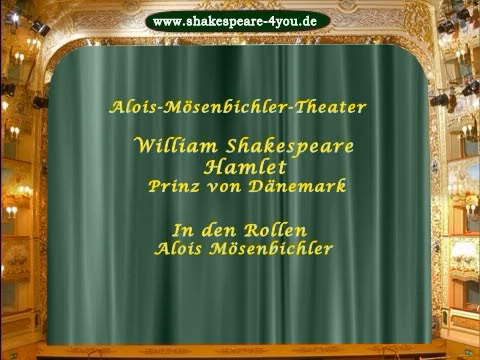 www.shakespeare-4you.de
Alois-Mösenbichler-Theater
William Shakespeare
Hamlet
Prinz von Dänemark
In den Rollen
Alois Mösenbichler